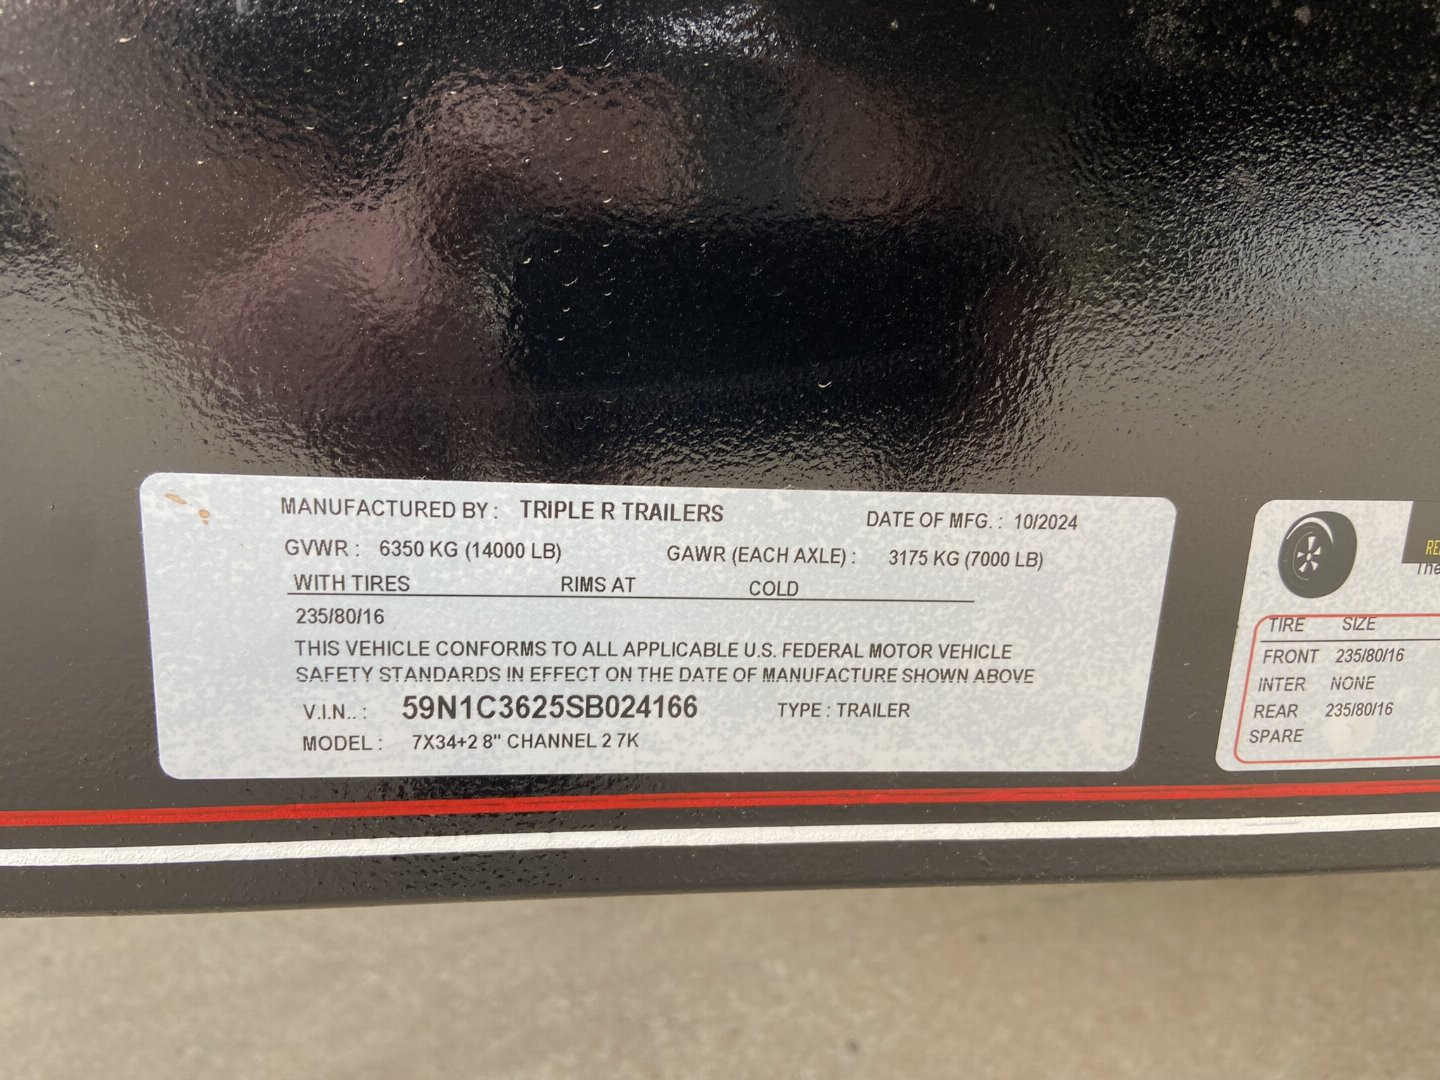 MANUFACTURED BY : TRIPLE R TRAILERS DATE OF MFG. : 10/2024
GVWR : 6350 KG (14000 LB) GAWR (EACH AXLE) : 3175 KG (7000 LB)
WITH TIRES RIMS AT COLD
235/80/16
THIS VEHICLE CONFORMS TO ALL APPLICABLE U.S. FEDERAL MOTOR VEHICLE
SAFETY STANDARDS IN EFFECT ON THE DATE OF MANUFACTURE SHOWN ABOVE
V.I.N.. : 59N1C3625SB024166 TYPE : TRAILER
MODEL : 7X34+2 8" CHANNEL 2 7K
TIRE SIZE
FRONT 235/80/16
INTER NONE
REAR 235/80/16
SPARE